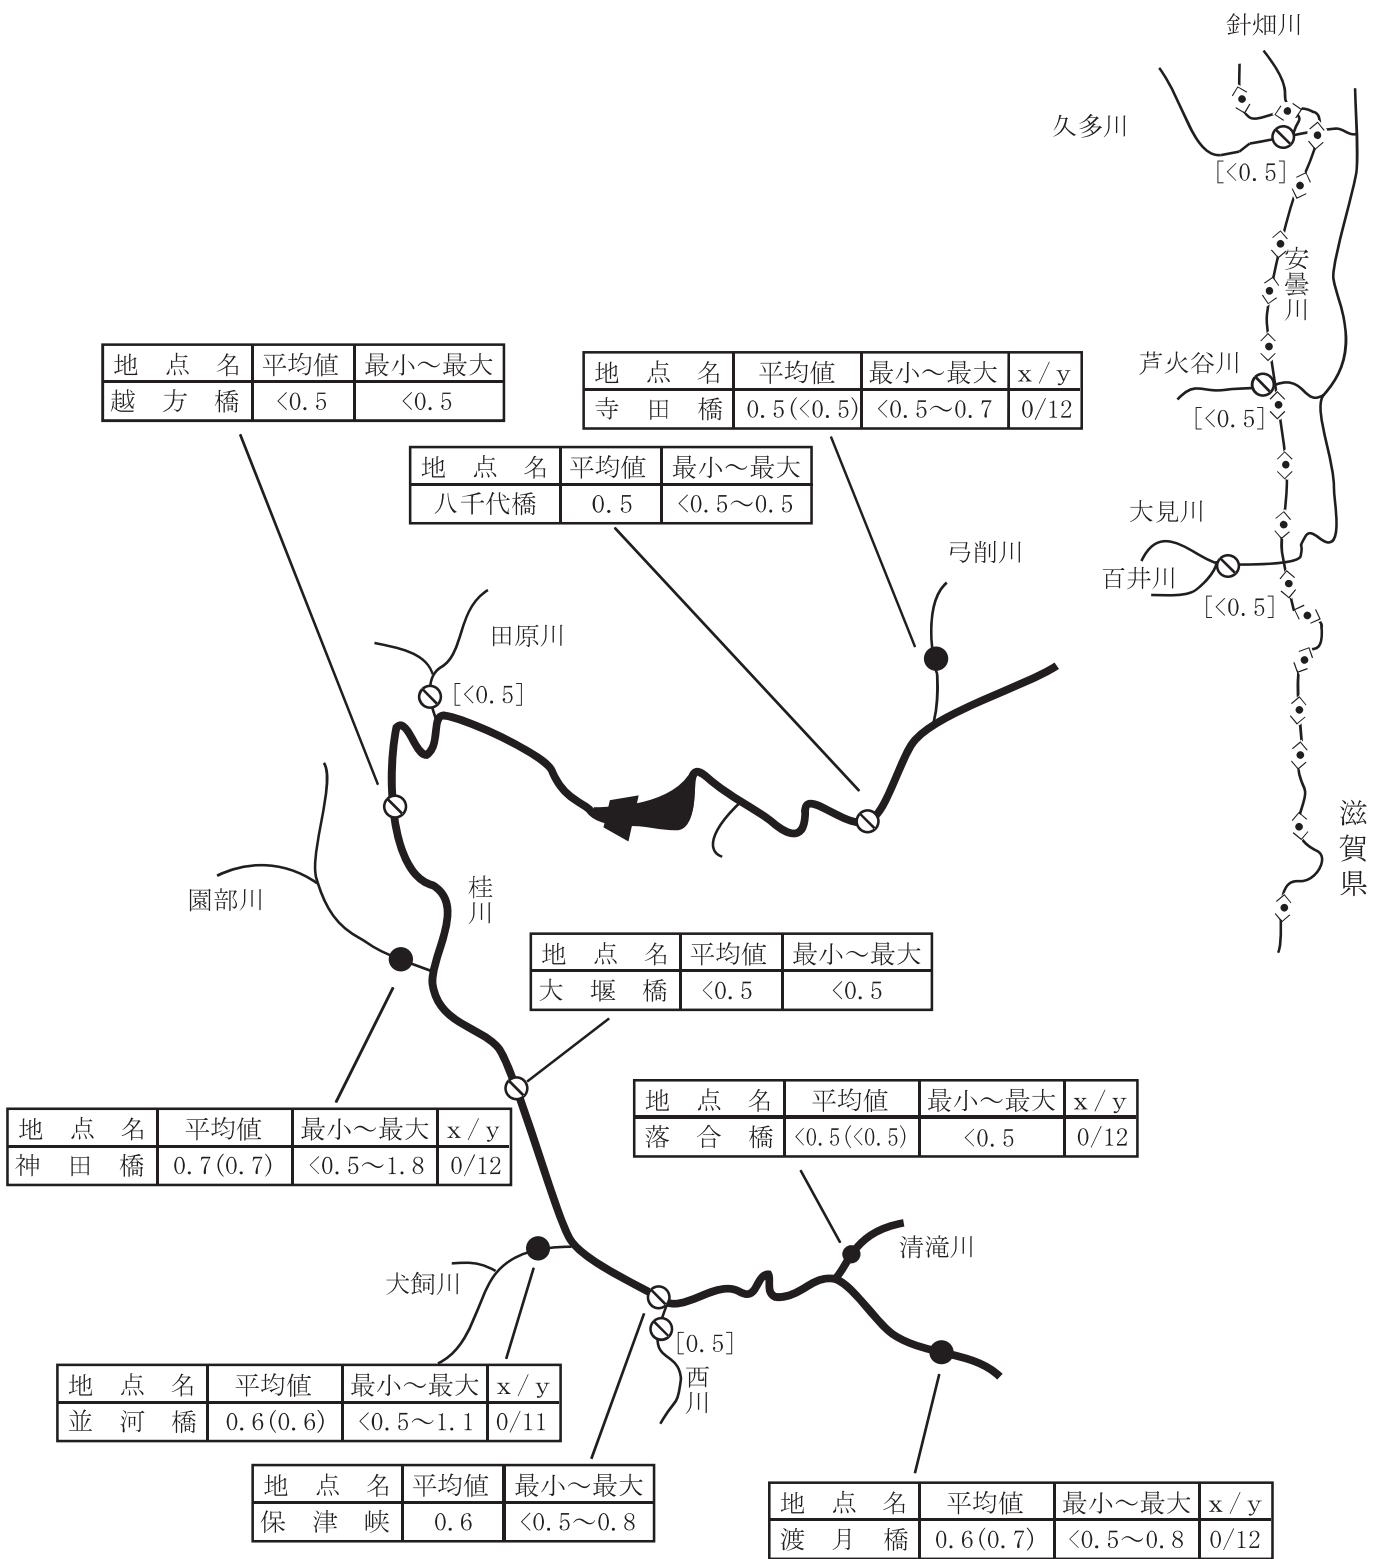 針畑川
久多川
[<0.5]
安曇川
芦火谷川
[<0.5]
大見川
百井川
[<0.5]
滋賀県
地 点 名 平均値 最小～最大
越 方 橋 <0.5 <0.5
地 点 名 平均値 最小～最大 x/y
寺 田 橋 0.5(<0.5) <0.5～0.7 0/12
地 点 名 平均値 最小～最大
八千代橋 0.5 <0.5～0.5
弓削川
田原川
[<0.5]
園部川
桂川
地 点 名 平均値 最小～最大
大 堰 橋 <0.5 <0.5
地 点 名 平均値 最小～最大 x/y
落 合 橋 <0.5(<0.5) <0.5 0/12
地 点 名 平均値 最小～最大 x/y
神 田 橋 0.7(0.7) <0.5～1.8 0/12
清滝川
犬飼川
[0.5]
西川
地 点 名 平均値 最小～最大 x/y
並 河 橋 0.6(0.6) <0.5～1.1 0/11
地 点 名 平均値 最小～最大
保 津 峡 0.6 <0.5～0.8
地 点 名 平均値 最小～最大 x/y
渡 月 橋 0.6(0.7) <0.5～0.8 0/12